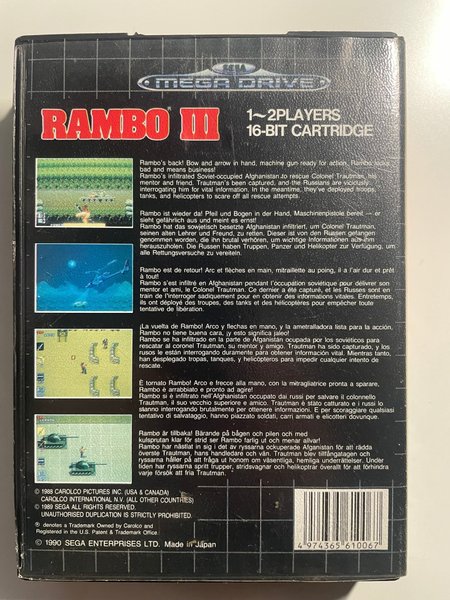 SEGA
MEGA DRIVE
RAMBO III
1~2PLAYERS
16-BIT CARTRIDGE
Rambo's back! Bow and arrow in hand, machine gun ready for action, Rambo looks
bad and means business!
Rambo's infiltrated Soviet-occupied Afghanistan to rescue Colonel Trautman, his
mentor and friend. Trautman's been captured, and the Russians are viciously
interrogating him for vital information. In the meantime, they've deployed troops,
tanks, and helicopters to scare off all rescue attempts.
Rambo ist wieder da! Pfeil und Bogen in der Hand, Maschinenpistole bereit — er
sieht gefährlich aus und meint es ernst!
Rambo hat das sowjetisch besetzte Afghanistan infiltriert, um Colonel Trautman,
seinen alten Lehrer und Freund, zu retten. Dieser ist von den Russen gefangen
genommen worden, die ihn brutal verhören, um wichtige Informationen aus ihm
herauszuholen. Die Russen haben Truppen, Panzer und Helikopter zur Verfügung, um
alle Rettungsversuche zu vereiteln.
Rambo est de retour! Arc et flèches en main, mitraillette au poing, il a l'air dur et prêt
à tout!
Rambo s'est infiltré en Afghanistan pendant l'occupation soviétique pour délivrer son
mentor et ami, le Colonel Trautman. Ce dernier a été capturé, et les Russes sont en
train de l'interroger sadiquement pour en obtenir des informations vitales. Entretemps,
ils ont déployé des troupes, des tanks et des hélicoptères pour empêcher toute
tentative de libération.
¡La vuelta de Rambo! Arco y flechas en mano, y la ametralladora lista para la acción.
Rambo no tiene buena cara, ¡y esto significa jaleo!
Rambo se ha infiltrado en la parte de Afganistán ocupada por los soviéticos para
rescatar al coronel Trautman, su mentor y amigo. Trautman ha sido capturado, y los
rusos le están interrogando duramente para obtener información vital. Mientras tanto,
han desplegado tropas, tanques, y helicópteros para impedir cualquier intento de
rescate.
È tornato Rambo! Arco e frecce alla mano, con la mitragliatrice pronta a sparare,
Rambo è arrabbiato e pronto ad agire!
Rambo si è infiltrato nell'Afghanistan occupato dai russi per salvare il colonnello
Trautman, il suo vecchio superiore e amico. Trautman è stato catturato e i russi lo
stanno interrogando brutalmente per ottenere informazioni. E per scoraggiare qualsiasi
tentativo di salvataggio, hanno piazzato soldati, carri armati e elicotteri dovunque.
Rambo är tillbaka! Bärande på bågen och pilen och med
kulsprutan klar för strid ser Rambo farlig ut och menar allvar!
Rambo har nästlat in sig i det ryssarna ockuperade Afghanistan för att rädda
överste Trautman, hans handledare och vän. Trautman blev tillfångatagen och
ryssarna håller på att fråga ut honom om väsentliga, hemliga underrättelser. Under
tiden har ryssarna spritt trupper, stridsvagnar och helikoptrar överallt för att förhindra
varje försök att fria Trautman.
© 1988 CAROLCO PICTURES INC. (USA & CANADA)
CAROLCO INTERNATIONAL N.V. (ALL OTHER COUNTRIES)
© 1989 SEGA ALL RIGHTS RESERVED.
UNAUTHORISED DUPLICATION IS STRICTLY PROHIBITED.
® denotes a Trademark Owned by Carolco and
Registered in the U.S. Patent & Trademark Office.
© 1990 SEGA ENTERPRISES LTD. Made in Japan
4 974365 610067